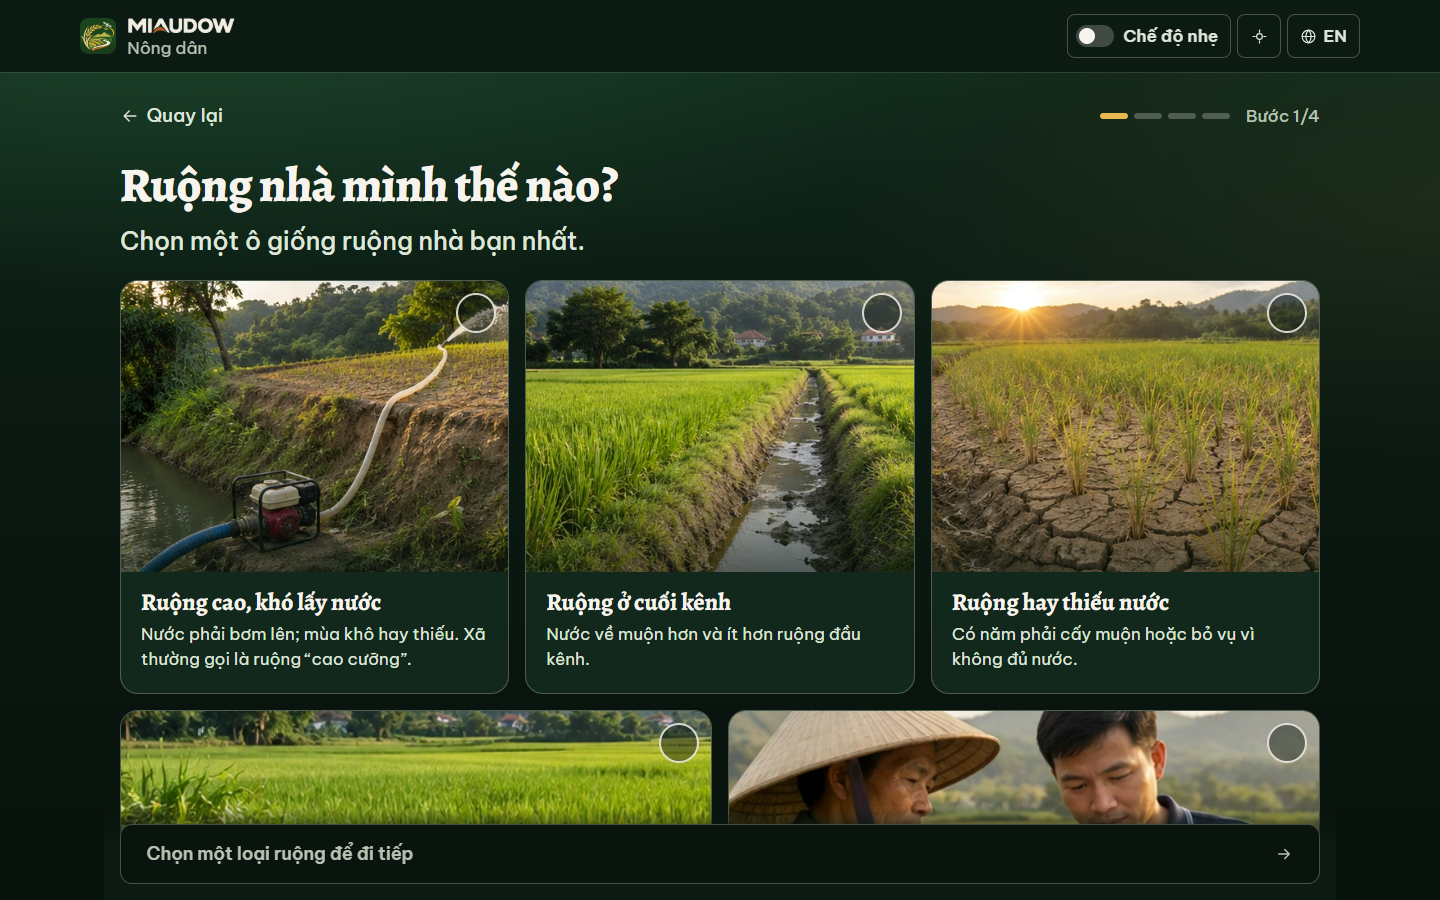 MIAUDOW
Nông dân
Chế độ nhẹ
EN
Quay lại
Bước 1/4
Ruộng nhà mình thế nào?
Chọn một ô giống ruộng nhà bạn nhất.
Ruộng cao, khó lấy nước
Nước phải bơm lên; mùa khô hay thiếu. Xã
thường gọi là ruộng “cao cưỡng”.
Ruộng ở cuối kênh
Nước về muộn hơn và ít hơn ruộng đầu
kênh.
Ruộng hay thiếu nước
Có năm phải cấy muộn hoặc bỏ vụ vì
không đủ nước.
Chọn một loại ruộng để đi tiếp